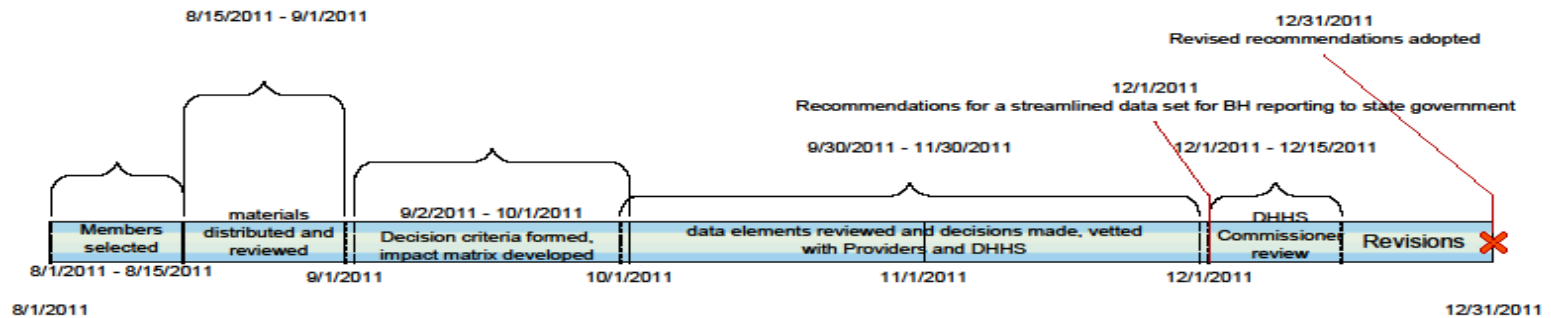 8/15/2011 - 9/1/2011
12/31/2011
Revised recommendations adopted
12/1/2011
Recommendations for a streamlined data set for BH reporting to state government
9/30/2011 - 11/30/2011
12/1/2011 - 12/15/2011
Members
selected
materials
distributed and
reviewed
9/2/2011 - 10/1/2011
Decision criteria formed,
impact matrix developed
data elements reviewed and decisions made, vetted
with Providers and DHHS
DHHS
Commissioner
review
Revisions
8/1/2011 - 8/15/2011
9/1/2011
10/1/2011
11/1/2011
12/1/2011
8/1/2011
12/31/2011